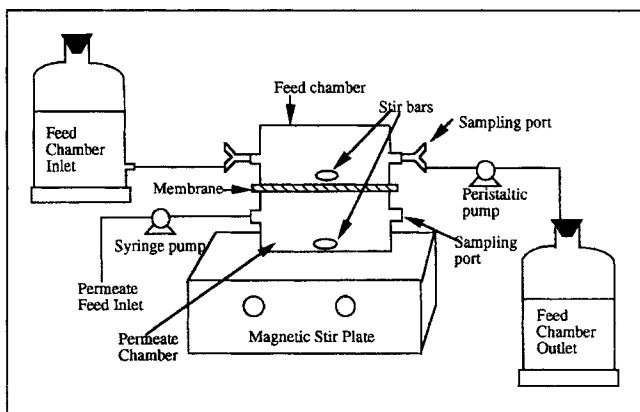 Feed chamber
Stir bars
Sampling port
Feed
Chamber
Inlet
Membrane
Peristaltic
pump
Syringe pump
Sampling
port
Permeate
Feed Inlet
Permeate
Chamber
Magnetic Stir Plate
Feed
Chamber
Outlet